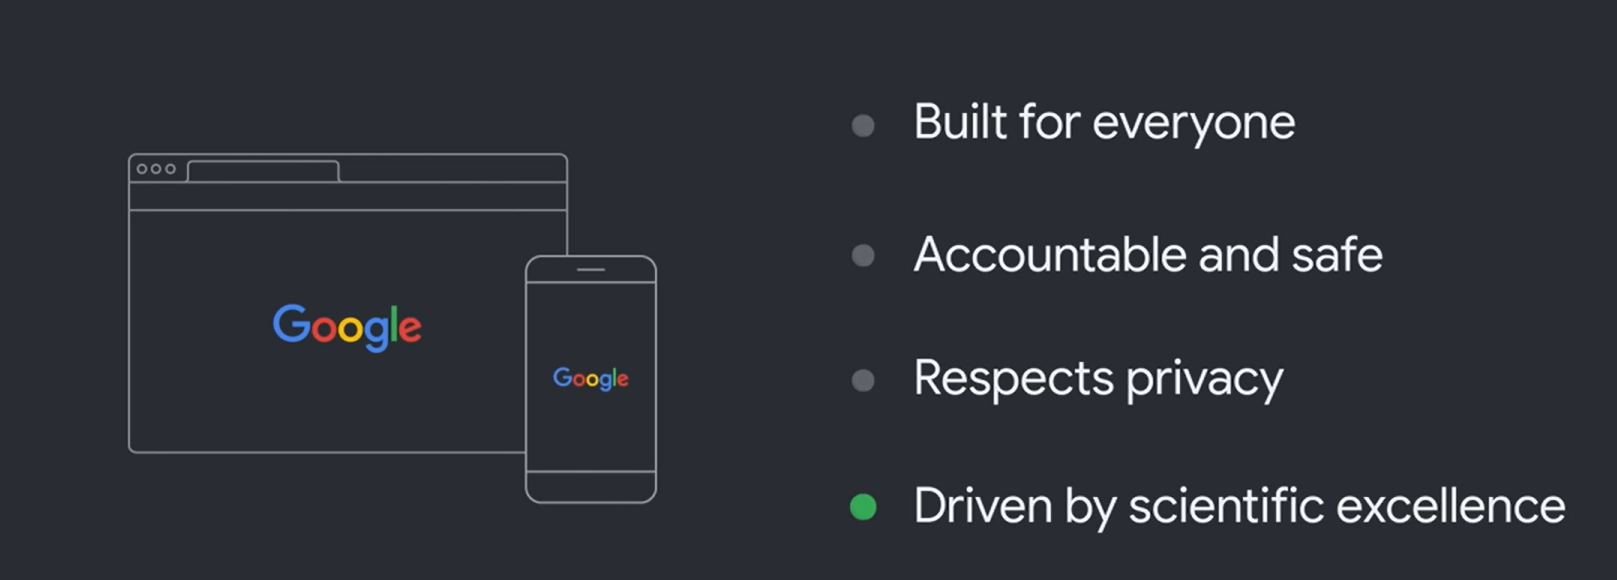 Google
Google
Built for everyone
Accountable and safe
Respects privacy
Driven by scientific excellence